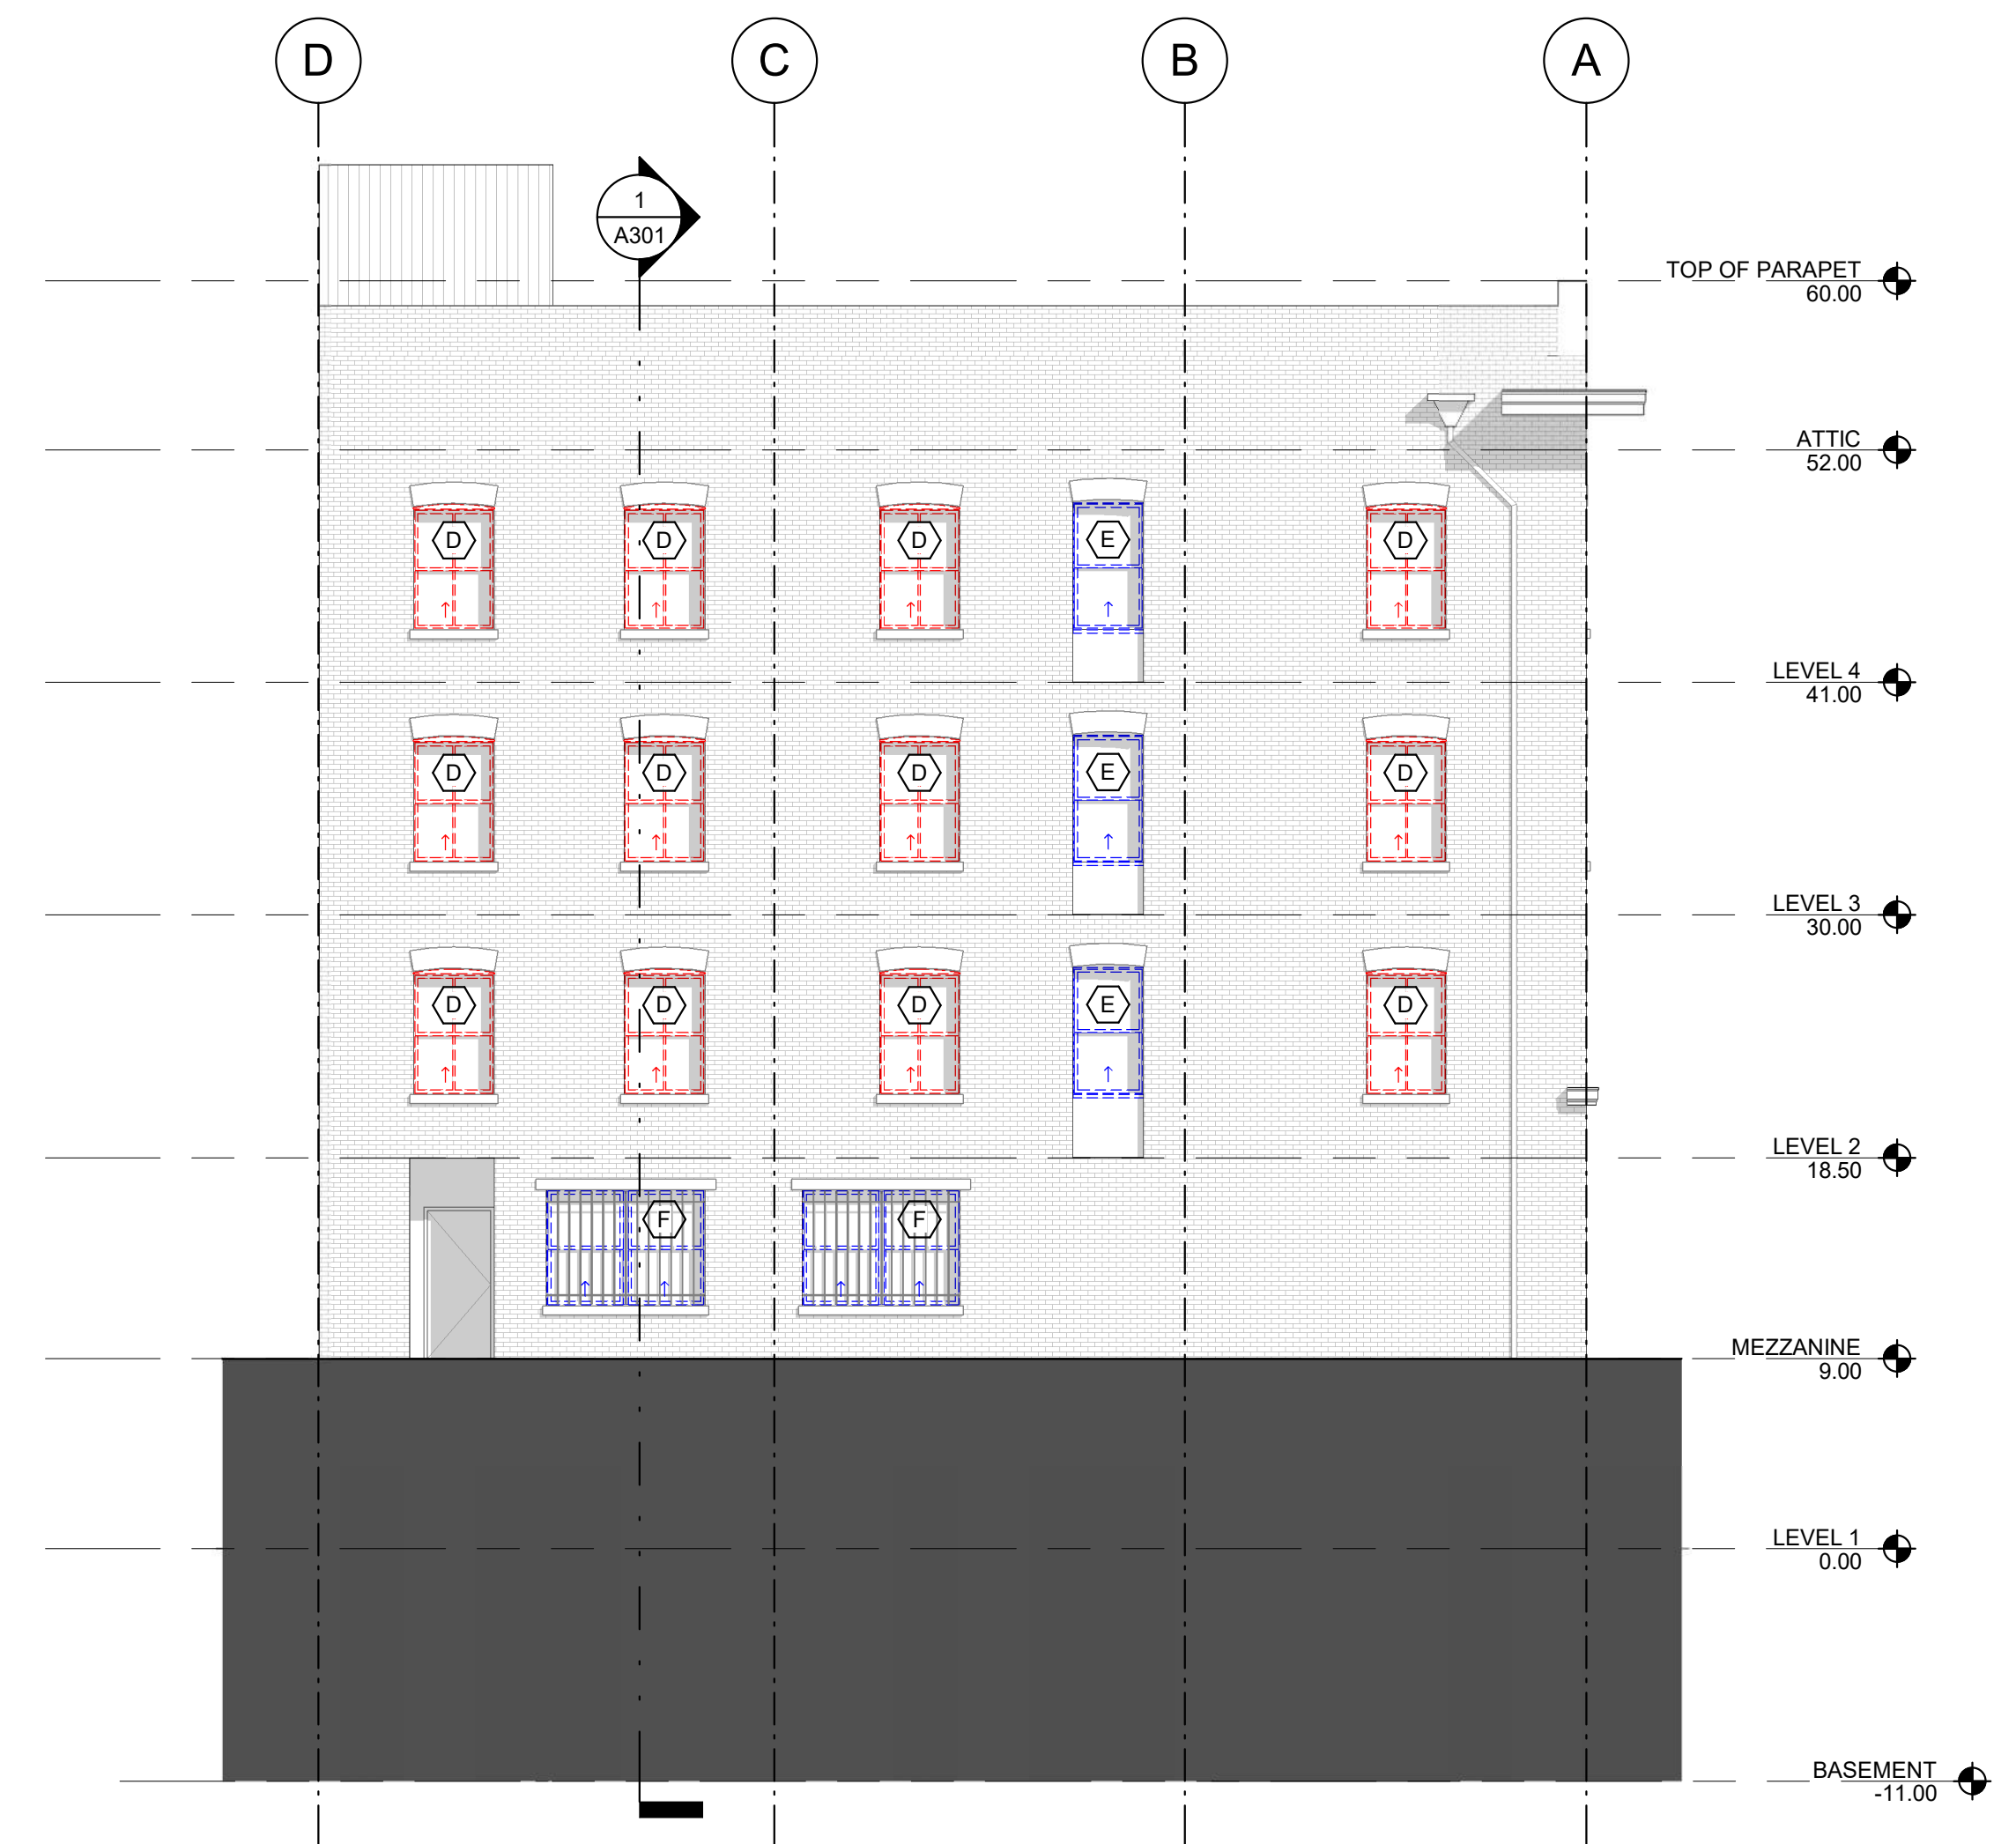 D
C
B
A
1
A301
TOP OF PARAPET
60.00
ATTIC
52.00
D
D
D
E
D
LEVEL 4
41.00
D
D
D
E
D
LEVEL 3
30.00
D
D
D
E
D
LEVEL 2
18.50
F
F
MEZZANINE
9.00
LEVEL 1
0.00
BASEMENT
-11.00